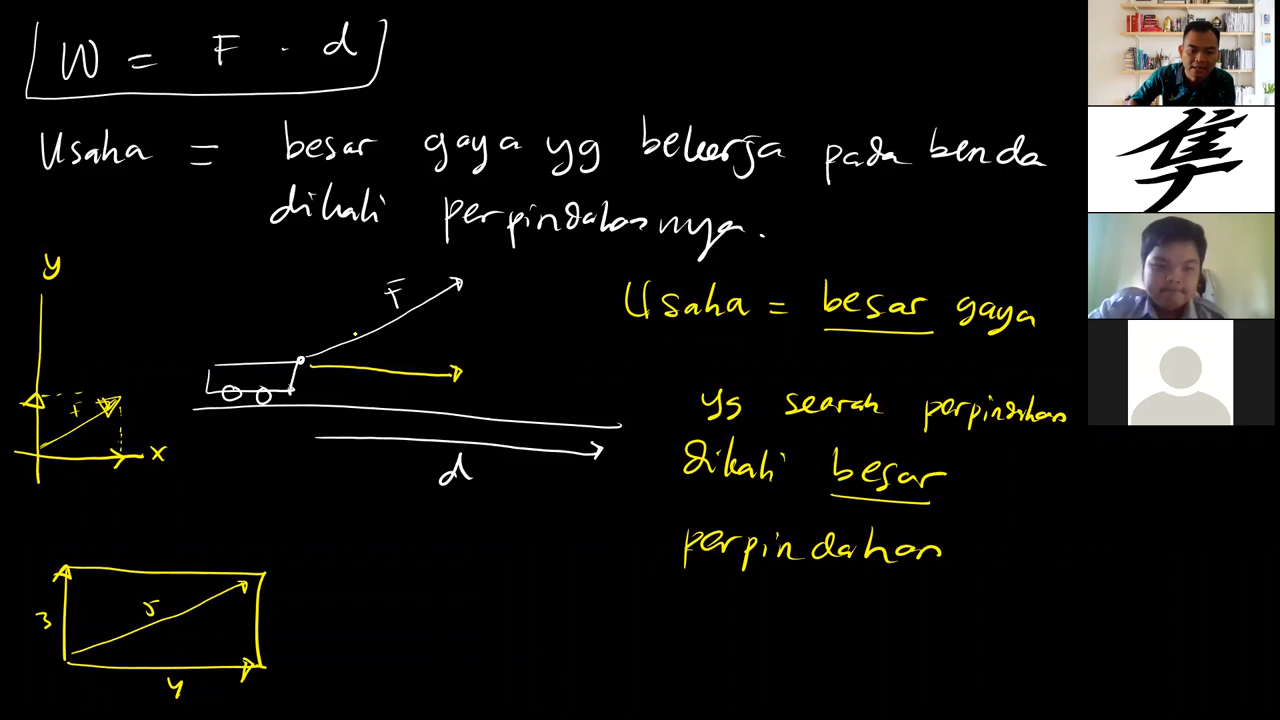 W = F · d
Usaha = besar gaya yg bekerja pada benda
dikali perpindahannya.
y
F
x
F
d
Usaha = besar gaya
yg searah perpindahan
dikali besar
perpindahan
3
5
4
隼